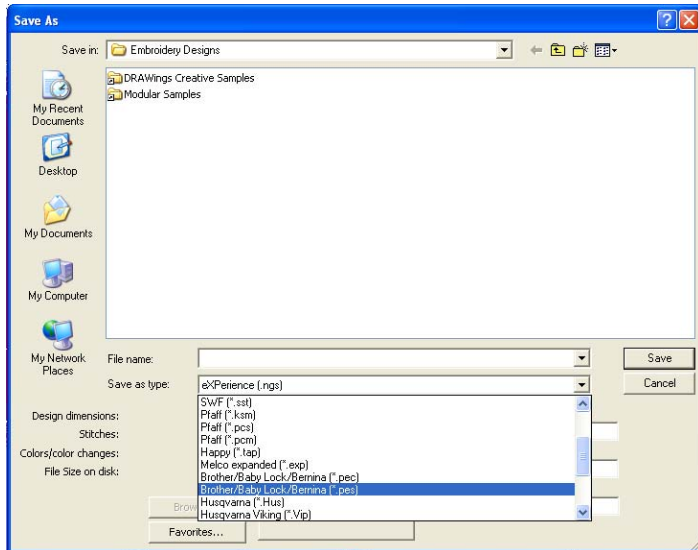 Save As
Save in:
Embroidery Designs
DRAWings Creative Samples
Modular Samples
My Recent
Documents
Desktop
My Documents
My Computer
My Network
Places
File name:
Save
Save as type:
eXPerience (.ngs)
Cancel
SWF (*.sst)
Pfaff (*.ksm)
Pfaff (*.pcs)
Pfaff (*.pcm)
Happy (*.tap)
Melco expanded (*.exp)
Brother/Baby Lock/Bernina (*.pec)
Brother/Baby Lock/Bernina (*.pes)
Husqvarna (*.Hus)
Husqvarna Viking (*.Vip)
Design dimensions:
Stitches:
Colors/color changes:
File Size on disk:
Brow
Favorites...